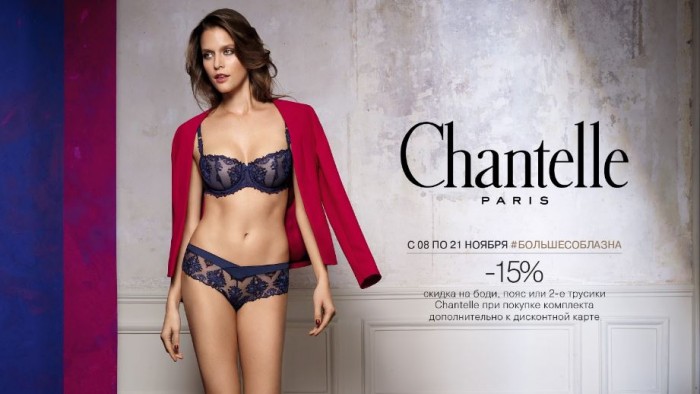 Chantelle
PARIS
С 08 ПО 21 НОЯБРЯ #БОЛЬШЕСОБЛАЗНА
-15%
скидка на боди, пояс или 2-е трусики
Chantelle при покупке комплекта
дополнительно к дисконтной карте